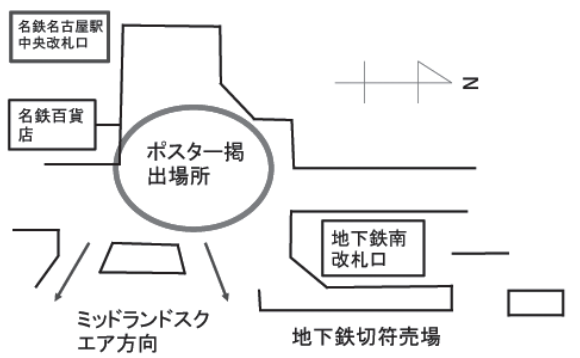 名鉄名古屋駅
中央改札口
名鉄百貨
店
ポスター掲
出場所
N
地下鉄南
改札口
ミッドランドスク
エア方向
地下鉄切符売場